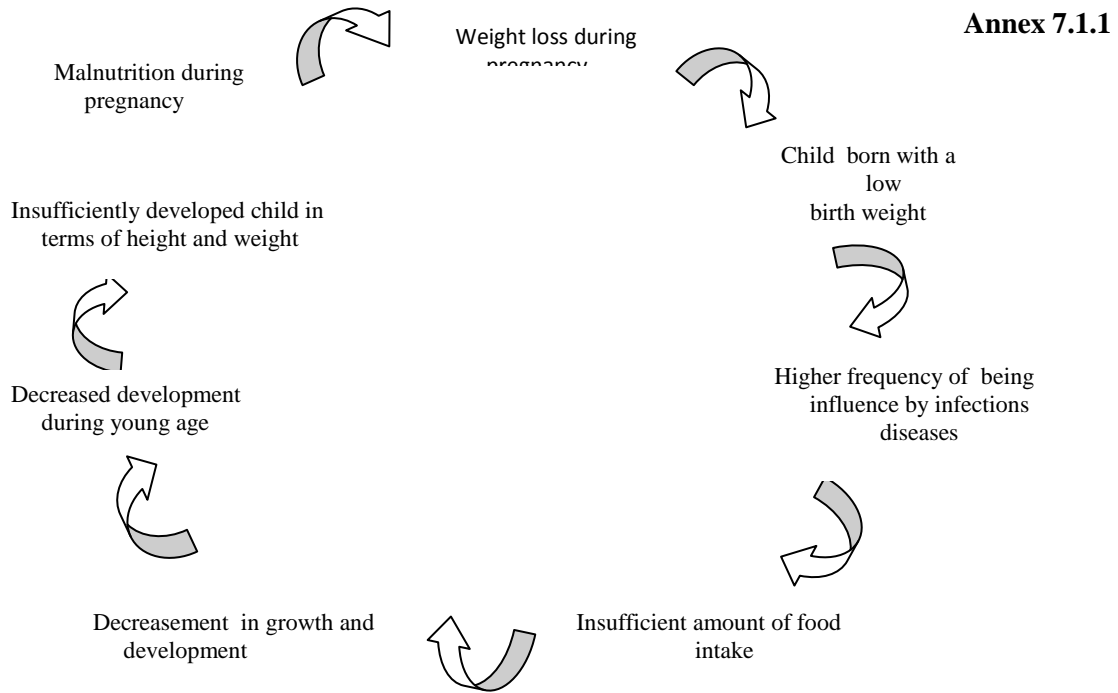 Annex 7.1.1
Weight loss during
pregnancy
Malnutrition during
pregnancy
Child born with a
low
birth weight
Insufficiently developed child in
terms of height and weight
Higher frequency of being
influence by infections
diseases
Decreased development
during young age
Decreasement in growth and
development
Insufficient amount of food
intake